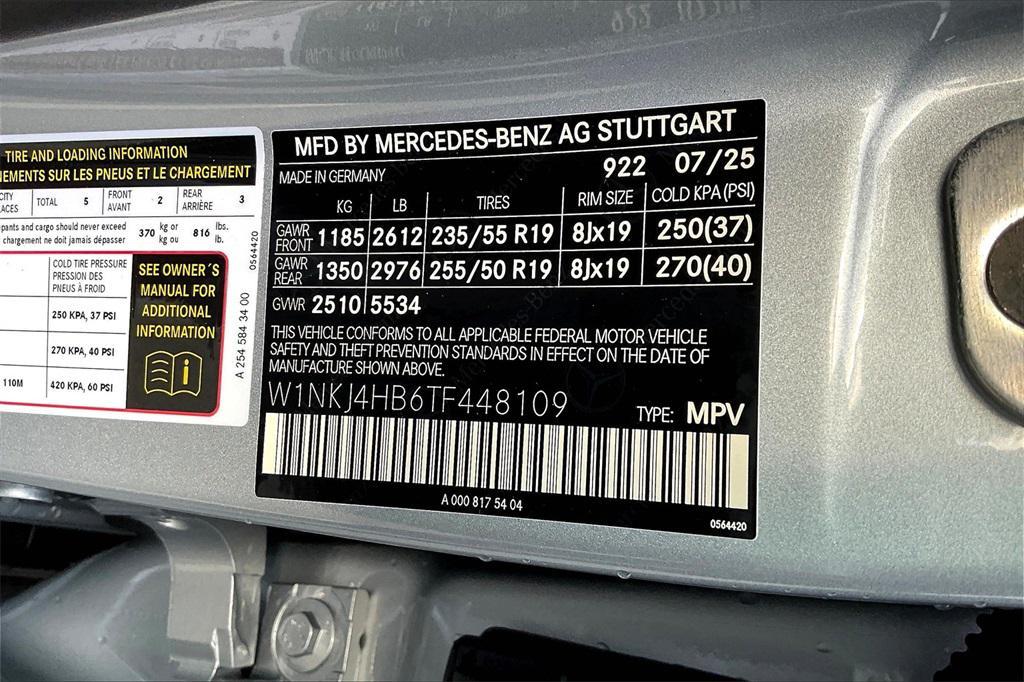 TIRE AND LOADING INFORMATION
NEMENTS SUR LES PNEUS ET LE CHARGEMENT
CITY
ACES
TOTAL 5
FRONT
AVANT 2
REAR
ARRIÈRE 3
pants and cargo should never exceed
chargement ne doit jamais dépasser
370 kg or
kg ou
816 lbs.
lb.
0564420
COLD TIRE PRESSURE
PRESSION DES
PNEUS À FROID
250 KPA, 37 PSI
270 KPA, 40 PSI
110M
420 KPA, 60 PSI
SEE OWNER´S
MANUAL FOR
ADDITIONAL
INFORMATION
A 254 584 34 00
MFD BY MERCEDES-BENZ AG STUTTGART
MADE IN GERMANY 922 07/25
KG LB TIRES RIM SIZE COLD KPA(PSI)
GAWR
FRONT 1185 2612 235/55 R19 8Jx19 250(37)
GAWR
REAR 1350 2976 255/50 R19 8Jx19 270(40)
GVWR 2510 5534
THIS VEHICLE CONFORMS TO ALL APPLICABLE FEDERAL MOTOR VEHICLE
SAFETY AND THEFT PREVENTION STANDARDS IN EFFECT ON THE DATE OF
MANUFACTURE SHOWN ABOVE.
W1NKJ4HB6TF448109 TYPE: MPV
A 000 817 54 04
0564420